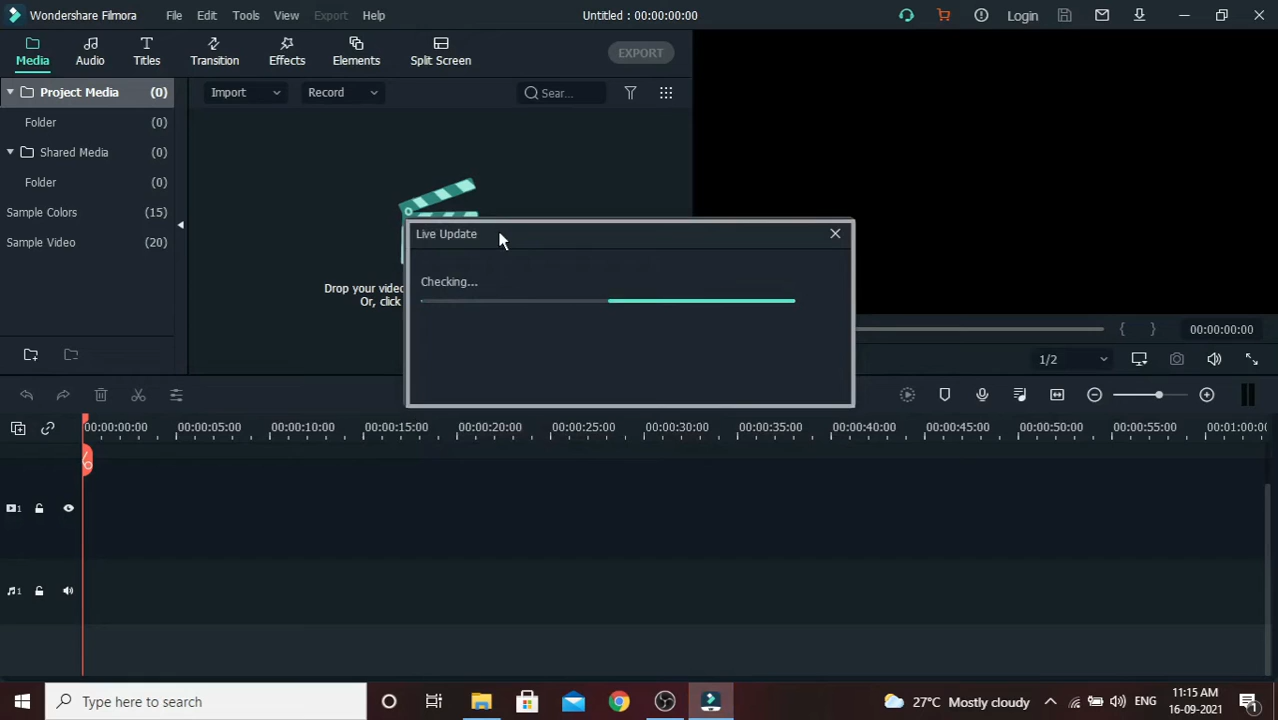 Wondershare Filmora File Edit Tools View Export Help Untitled : 00:00:00:00 Login
Media Audio Titles Transition Effects Elements Split Screen EXPORT
Project Media (0) Import Record Sear...
Folder (0)
Shared Media (0)
Folder (0)
Sample Colors (15)
Sample Video (20)
Live Update
Checking...
Drop your video
Or, click
{ } 00:00:00:00
1/2
00:00:00:00 00:00:05:00 00:00:10:00 00:00:15:00 00:00:20:00 00:00:25:00 00:00:30:00 00:00:35:00 00:00:40:00 00:00:45:00 00:00:50:00 00:00:55:00 00:01:00:00
1
1
Type here to search 27°C Mostly cloudy ENG 11:15 AM
16-09-2021 1